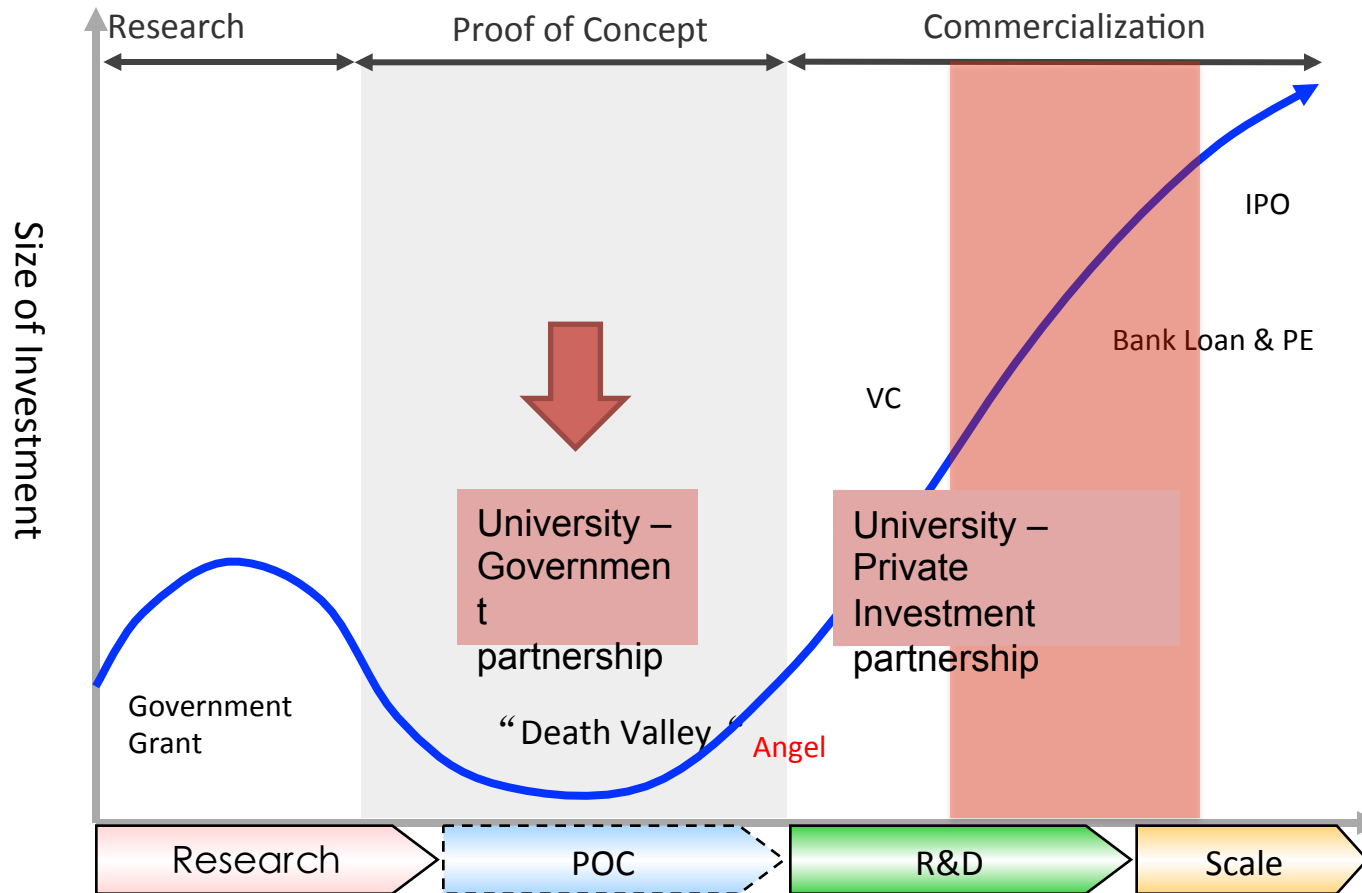 Research
Proof of Concept
Commercialization
Size of Investment
IPO
Bank Loan & PE
VC
University –
Governmen
t
partnership
University –
Private
Investment
partnership
Government
Grant
“ Death Valley “
Angel
Research
POC
R&D
Scale